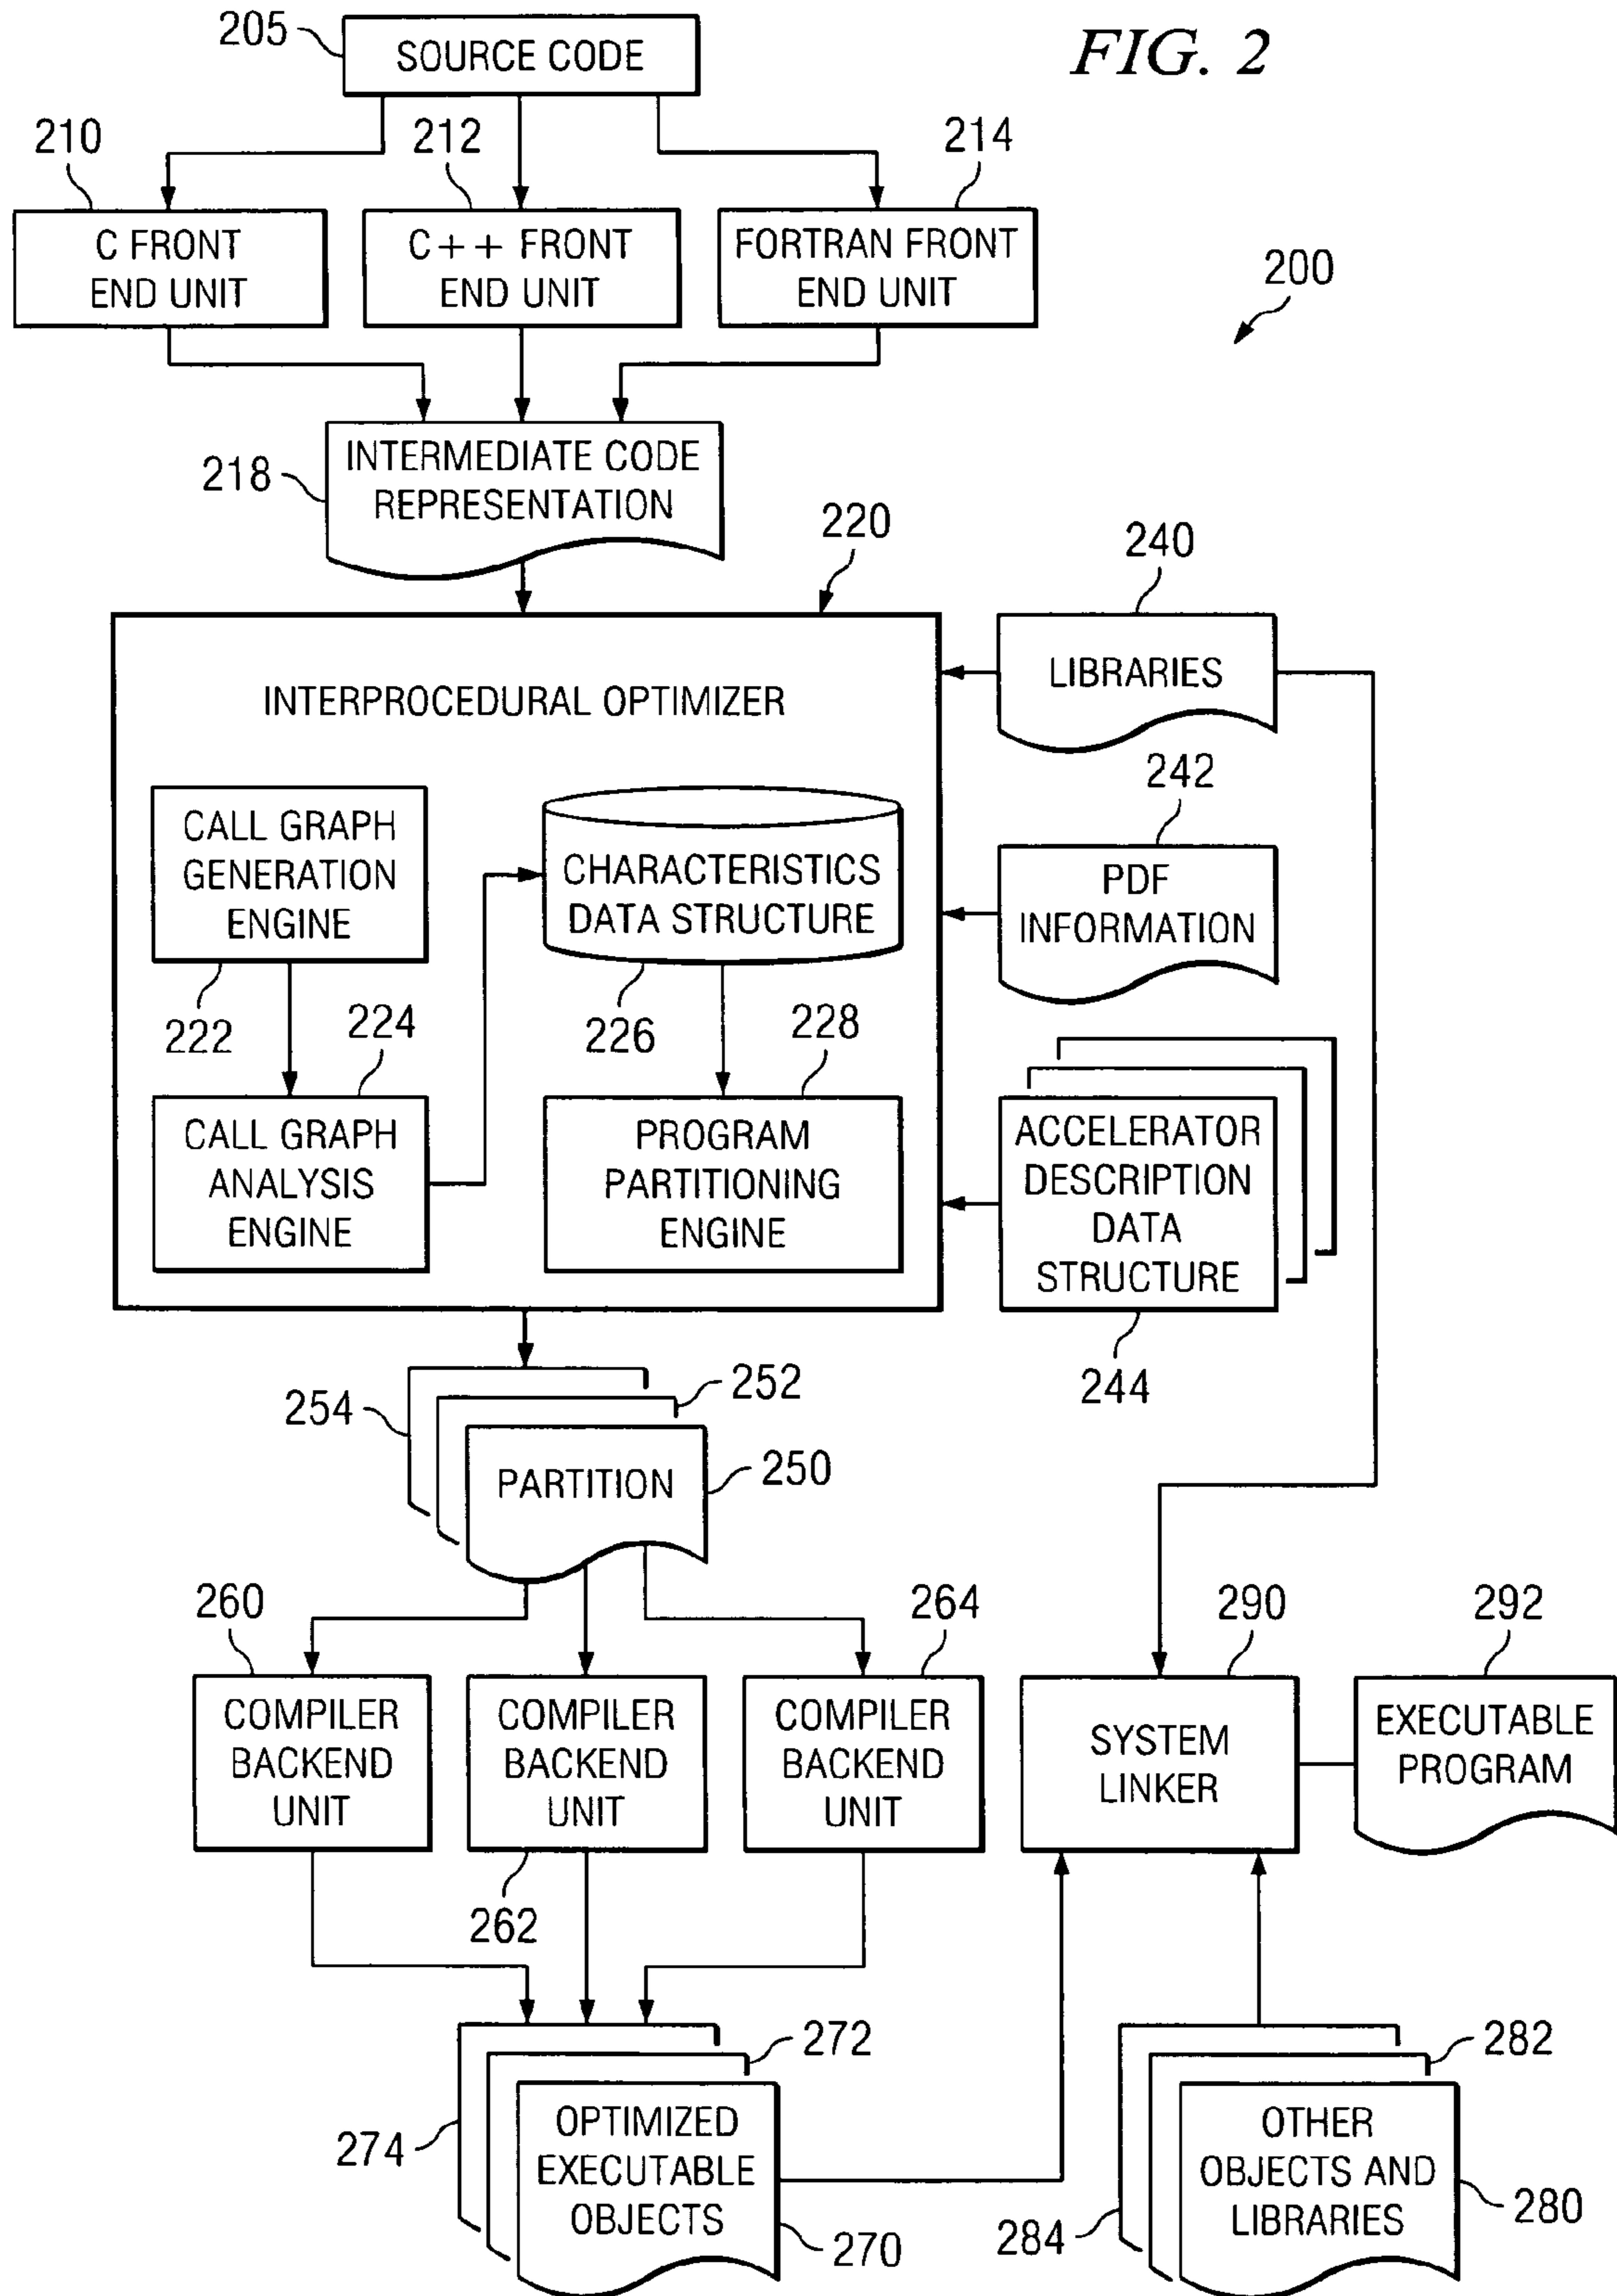 FIG. 2
205
SOURCE CODE
210
212
214
C FRONT
END UNIT
C++ FRONT
END UNIT
FORTRAN FRONT
END UNIT
200
218
INTERMEDIATE CODE
REPRESENTATION
220
240
INTERPROCEDURAL OPTIMIZER
LIBRARIES
242
CALL GRAPH
GENERATION
ENGINE
CHARACTERISTICS
DATA STRUCTURE
PDF
INFORMATION
222
224
226
228
CALL GRAPH
ANALYSIS
ENGINE
PROGRAM
PARTITIONING
ENGINE
ACCELERATOR
DESCRIPTION
DATA
STRUCTURE
244
254
252
PARTITION
250
260
264
290
292
COMPILER
BACKEND
UNIT
COMPILER
BACKEND
UNIT
COMPILER
BACKEND
UNIT
SYSTEM
LINKER
EXECUTABLE
PROGRAM
262
272
282
274
OPTIMIZED
EXECUTABLE
OBJECTS
270
284
OTHER
OBJECTS AND
LIBRARIES
280